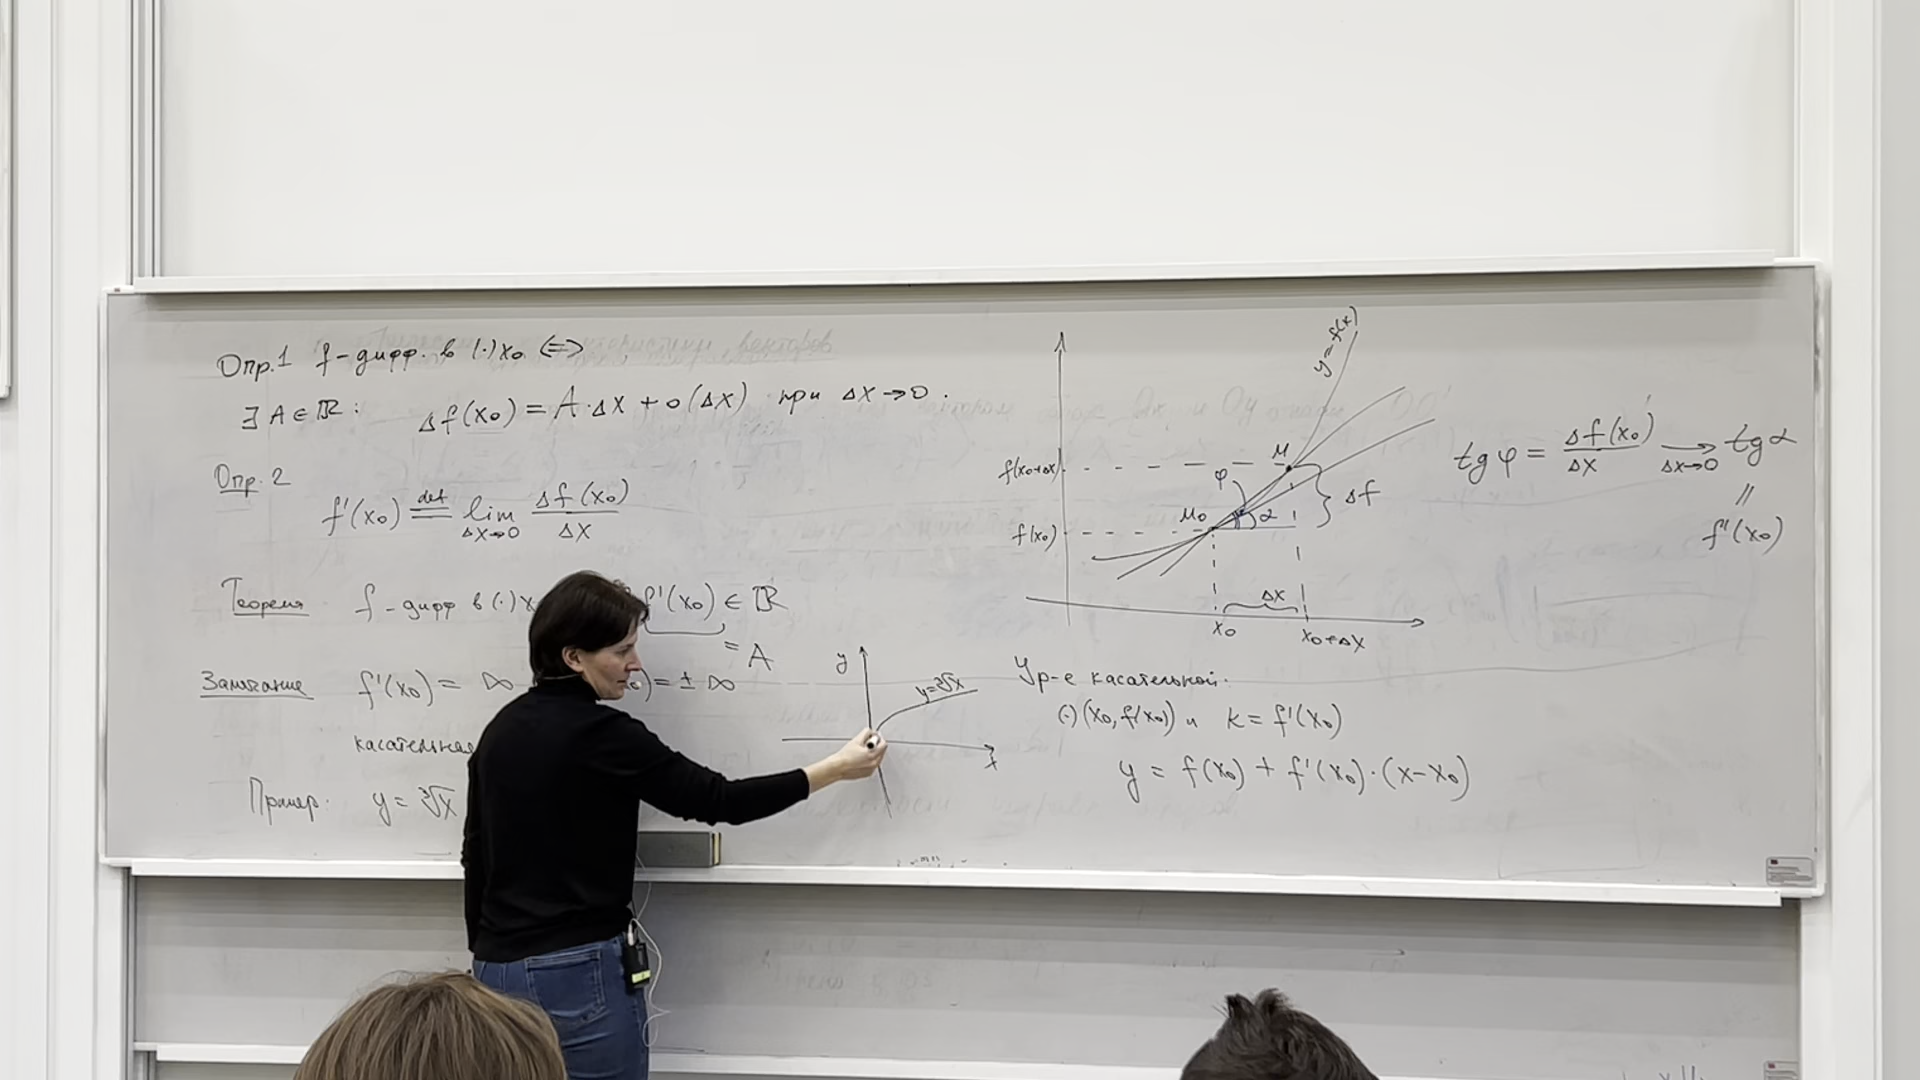 Опр.1 f-дифф. в (·)x₀ ⟺
∃ A ∈ ℝ: Δf(x₀) = A·Δx + o(Δx) при Δx→0.
Опр. 2
f'(x₀) def= lim Δx→0 Δf(x₀)/Δx
Теорема f-дифф в (·)x f'(x₀) ∈ ℝ
= A
Замечание f'(x₀) = ∞ )= ±∞
касательная
Пример: y = ∛x
y
y=∛x
x
y=f(x)
f(x₀+Δx)
M
φ
Δf
M₀
α
f(x₀)
Δx
x₀
x₀+Δx
tg φ = Δf(x₀)/Δx → Δx→0 tg α
||
f'(x₀)
Ур-е касательной.
(·)(x₀, f(x₀)) и k = f'(x₀)
y = f(x₀) + f'(x₀)·(x-x₀)